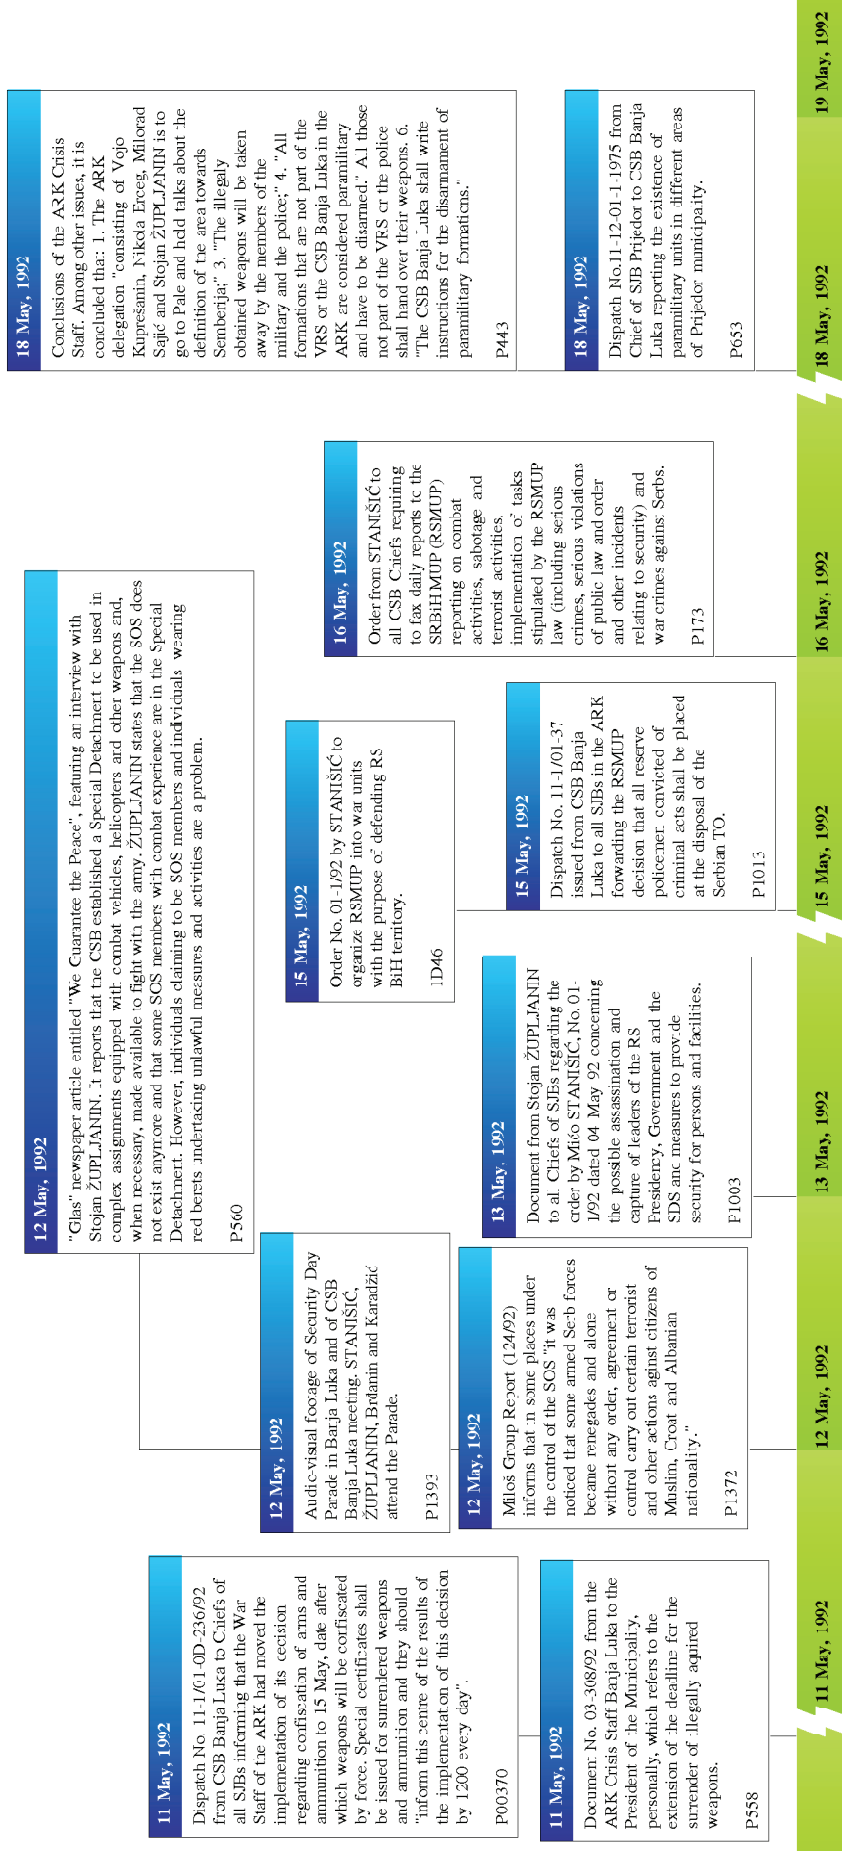 11 May, 1992
Dispatch No. 11-1/01-0D-236/92
from CSB Banja Luka to Chiefs of
all SJBs informing that the War
Staff of the ARK had moved the
implementation of its decision
regarding confiscation of arms and
ammunition to 15 May, date after
which weapons will be confiscated
by force. Special certificates shall
be issued for surrendered weapons
and ammunition and they should
"inform this centre of the results of
the implementation of this decision
by 1200 every day".
P00370
11 May, 1992
Document No. 03-308/92 from the
ARK Crisis Staff Banja Luka to the
President of the Municipality,
personally, which refers to the
extension of the deadline for the
surrender of illegally aquired
weapons.
P558
12 May, 1992
"Glas" newspaper article entitled "We Guarantee the Peace", featuring an interview with
Stojan ŽUPLJANIN. It reports that the CSB established a Special Detachment to be used in
complex assignments equipped with combat vehicles, helicopters and other weapons and,
when necessary, made available to fight with the army. ŽUPLJANIN states that the SOS does
not exist anymore and that some SOS members with combat experience are in the Special
Detachment. However, individuals claiming to be SOS members and individuals wearing
red berets undertaking unlawful measures and activities are a problem.
P560
12 May, 1992
Audio-visual footage of Security Day
Parade in Banja Luka and of CSB
Banja Luka meeting. STANIŠIĆ,
ŽUPLJANIN, Brđanin and Karadžić
attend the Parade.
P1393
12 May, 1992
Miloš Group Report (124/92)
informs that in some places under
the control of the SOS "it was
noticed that some armed Serb forces
became renegades and alone
without any order, agreement or
control carry out certain terrorist
and other actions against citizens of
Muslim, Croat and Albanian
nationality."
P1372
13 May, 1992
Document from Stojan ŽUPLJANIN
to all Chiefs of SJBs regarding the
order by Mićo STANIŠIĆ, No. 01-
1/92 dated 04 May 92 concerning
the possible assassination and
capture of leaders of the RS
Presidency, Government and the
SDS and measures to provide
security for persons and facilities.
P1003
15 May, 1992
Order No. 01-1/92 by STANIŠIĆ to
organize RSMUP into war units
with the purpose of defending RS
BiH territory.
1D46
15 May, 1992
Dispatch No. 11-1/01-37
issued from CSB Banja
Luka to all SJBs in the ARK
forwarding the RSMUP
decision that all reserve
policemen convicted of
criminal acts shall be placed
at the disposal of the
Serbian TO.
P1013
16 May, 1992
Order from STANIŠIĆ to
all CSB Chiefs requiring
to fax daily reports to the
SRBiH MUP (RSMUP)
reporting on combat
activities, sabotage and
terrorist activities,
implementation of tasks
stipulated by the RSMUP
law (including serious
crimes, serious violations
of public law and order
and other incidents
relating to security) and
war crimes against Serbs.
P173
18 May, 1992
Conclusions of the ARK Crisis
Staff. Among other issues, it is
concluded that: 1. The ARK
delegation "consisting of Vojo
Kuprešanin, Nikola Erceg, Milorad
Sajić and Stojan ŽUPLJANIN is to
go to Pale and hold talks about the
definition of the area towards
Semberija;" 3. "The illegaly
obtained weapons will be taken
away by the members of the
military and the police;" 4. "All
formations that are not part of the
VRS or the CSB Banja Luka in the
ARK are considered paramilitary
and have to be disarmed." All those
not part of the VRS or the police
shall hand over their weapons. 6.
"The CSB Banja Luka shall write
instructions for the disarmament of
paramilitary formations."
P443
18 May, 1992
Dispatch No.11-12-01-1-1975 from
Chief of SJB Prijedor to CSB Banja
Luka reporting the existence of
paramilitary units in different areas
of Prijedor municipality.
P653
11 May, 1992
12 May, 1992
13 May, 1992
15 May, 1992
16 May, 1992
18 May, 1992
19 May, 1992